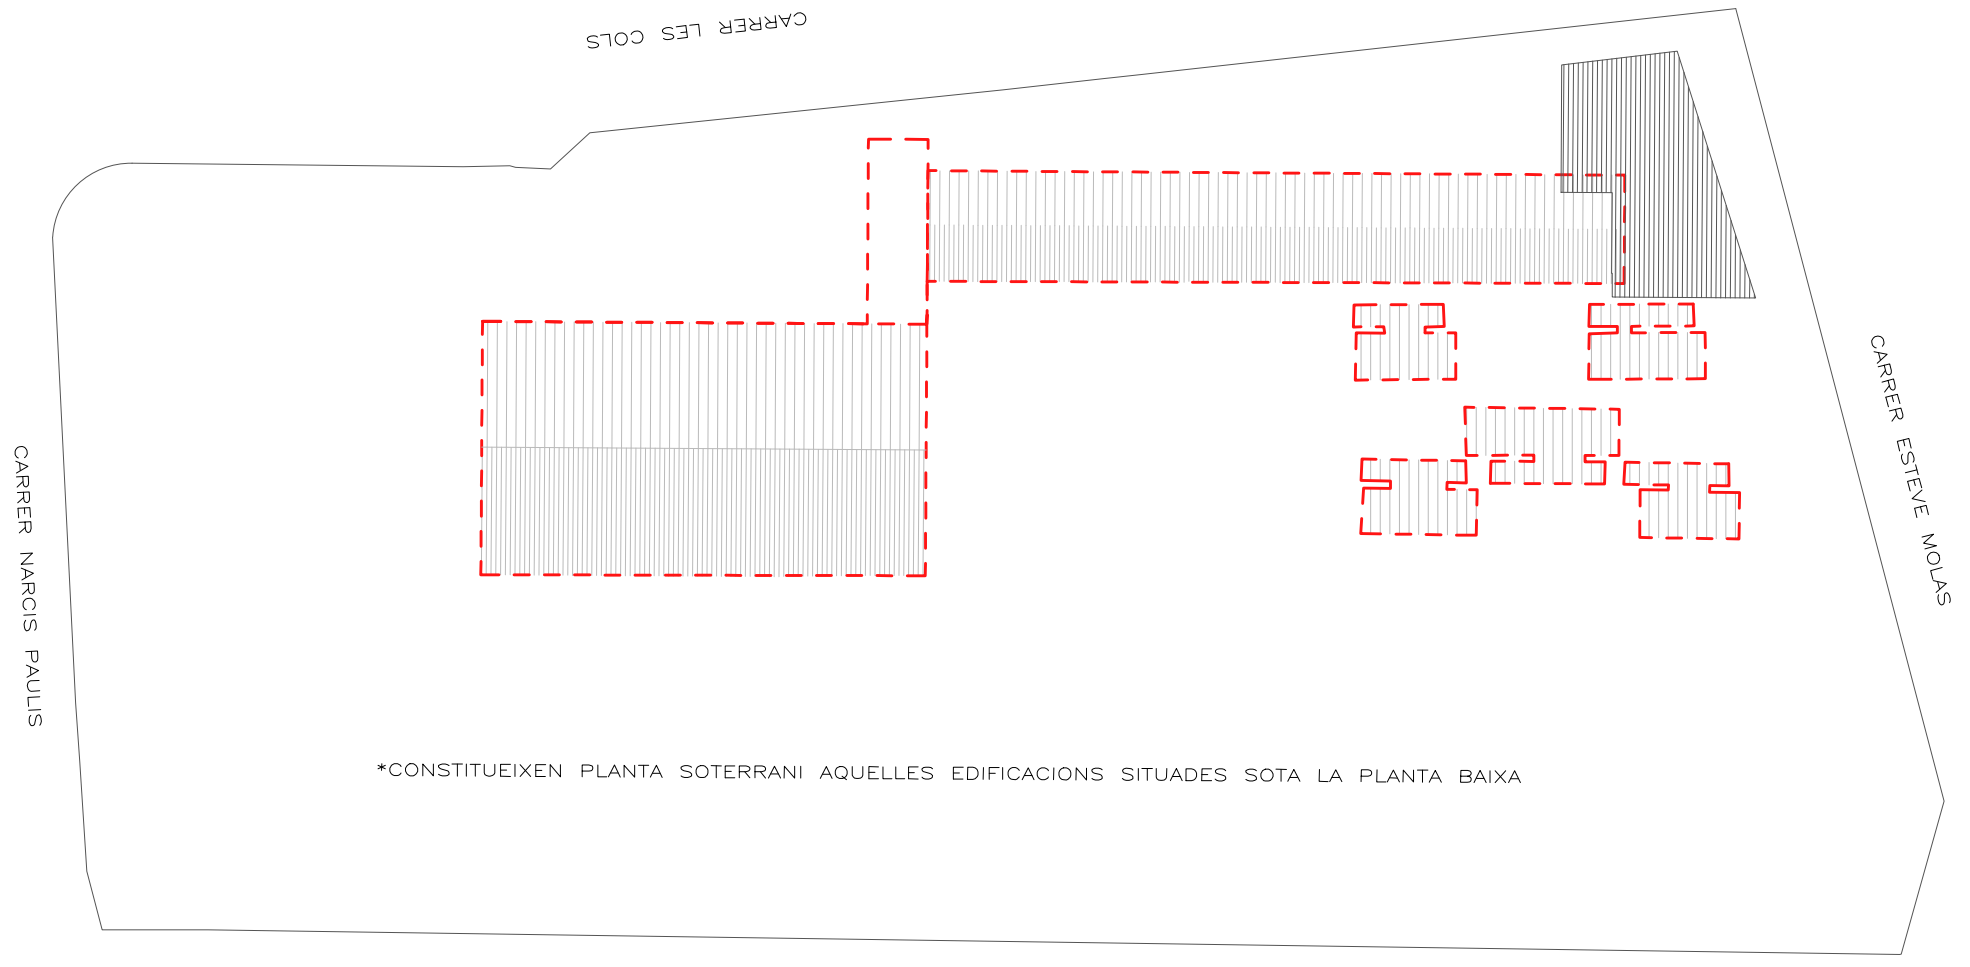 CARRER LES COLS
CARRER ESTEVE MOLAS
CARRER NARCIS PAULIS
*CONSTITUEIXEN PLANTA SOTERRANI AQUELLES EDIFICACIONS SITUADES SOTA LA PLANTA BAIXA